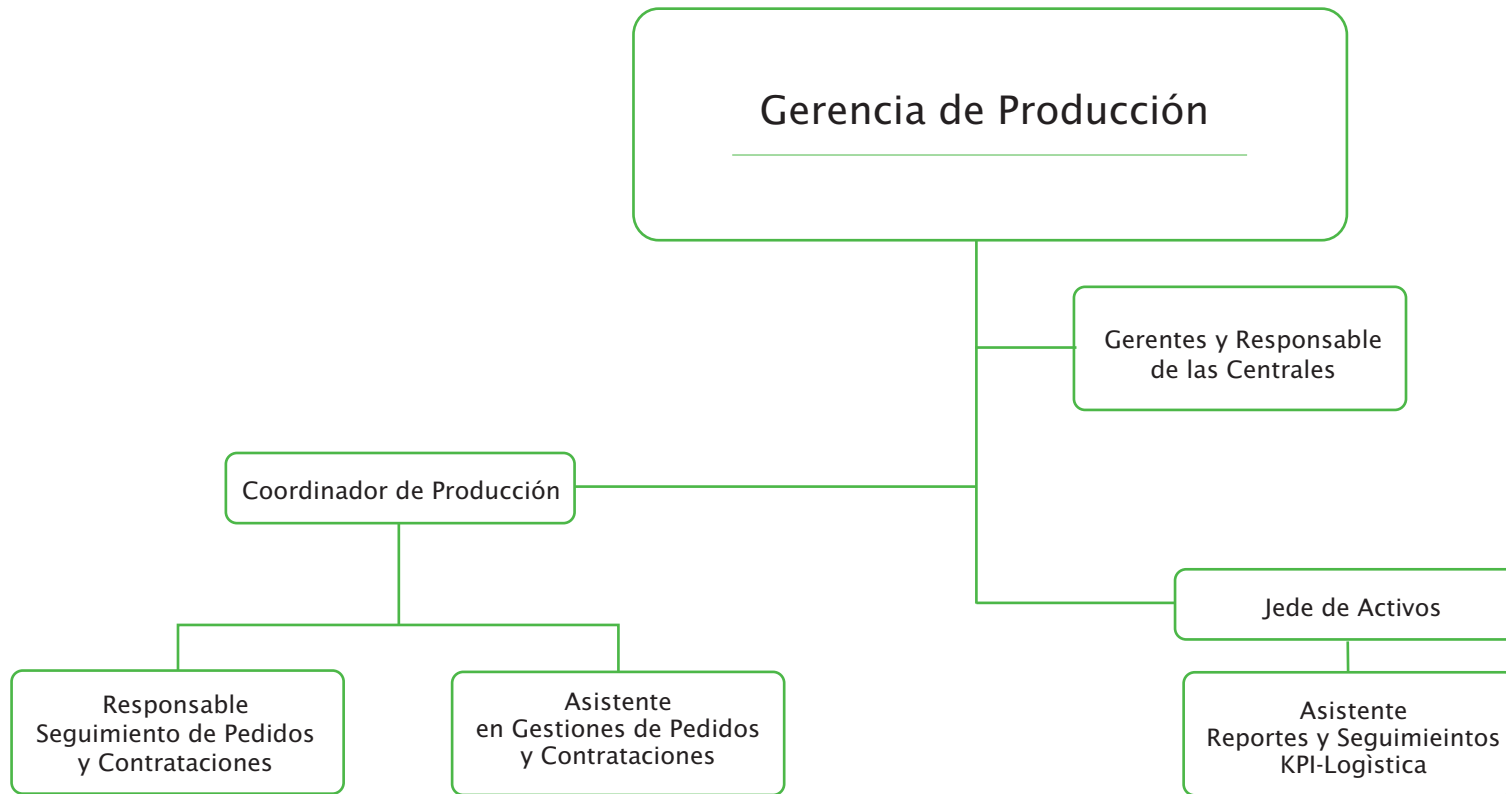 Gerencia de Producción
Gerentes y Responsable
de las Centrales
Coordinador de Producción
Jede de Activos
Responsable
Seguimiento de Pedidos
y Contrataciones
Asistente
en Gestiones de Pedidos
y Contrataciones
Asistente
Reportes y Seguimieintos
KPI-Logìstica